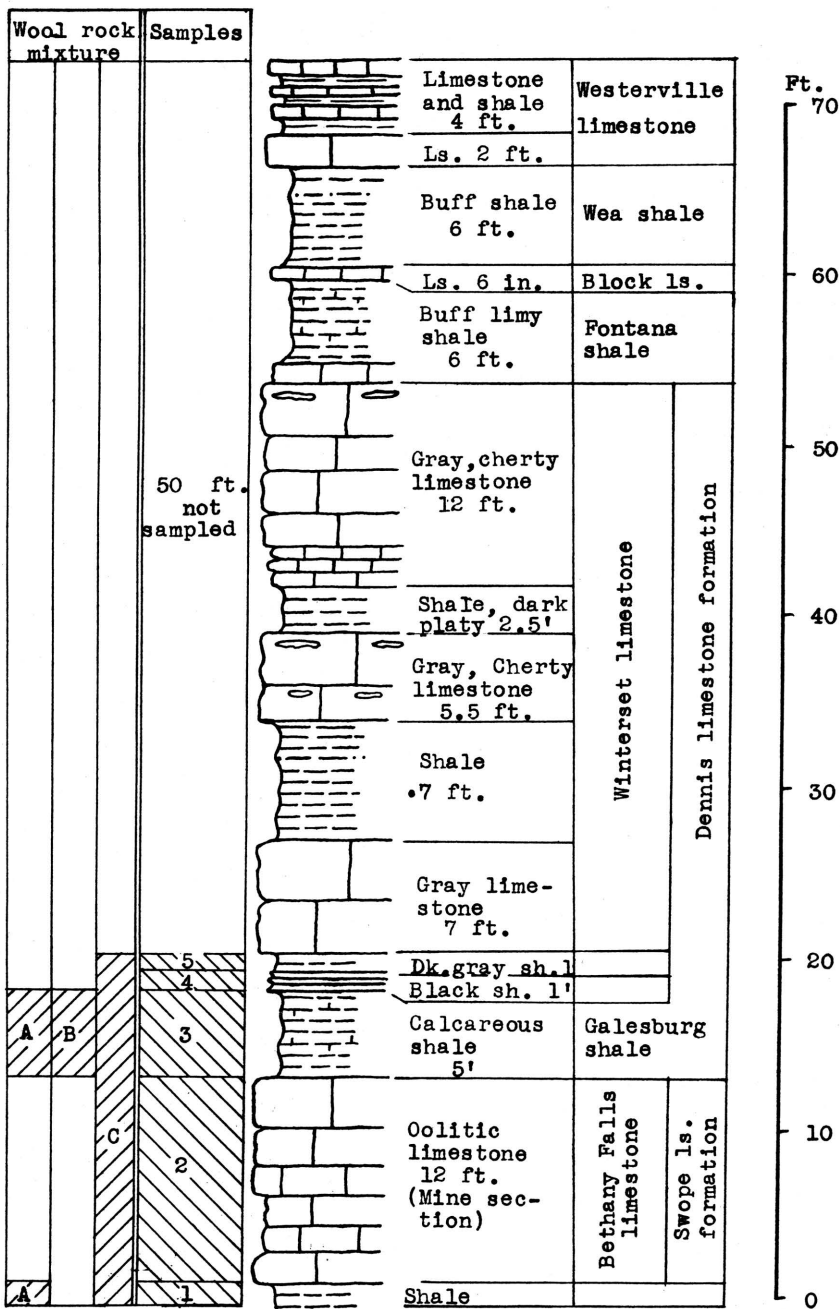 Wool rock
mixture
Samples
Ft.
Limestone
and shale
4 ft.
Westerville
limestone
70
Ls. 2 ft.
Buff shale
6 ft.
Wea shale
60
Ls. 6 in.
Block ls.
Buff limy
shale
6 ft.
Fontana
shale
50 ft.
not
sampled
Gray, cherty
limestone
12 ft.
50
Shale, dark
platy 2.5'
40
Gray, Cherty
limestone
5.5 ft.
Winterset limestone
Dennis limestone formation
Shale
.7 ft.
30
Gray lime-
stone
7 ft.
20
5
Dk.gray sh.1
4
Black sh. 1'
A
B
3
Calcareous
shale
5'
Galesburg
shale
C
2
Oolitic
limestone
12 ft.
(Mine sec-
tion)
Bethany Falls
limestone
Swope ls.
formation
10
A
1
Shale
0